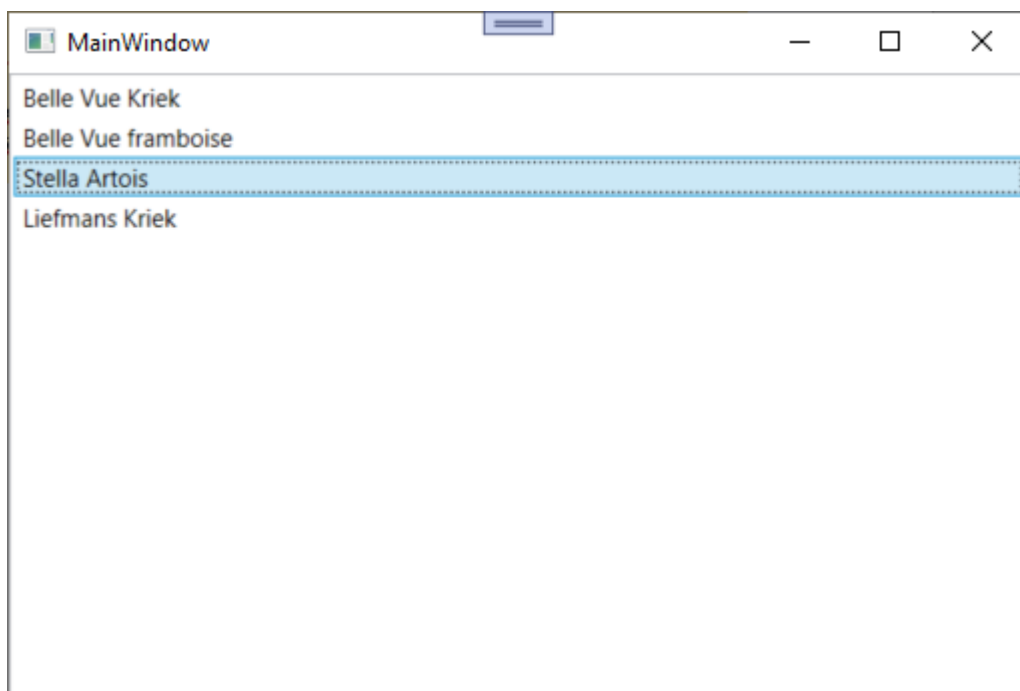 MainWindow
Belle Vue Kriek
Belle Vue framboise
Stella Artois
Liefmans Kriek